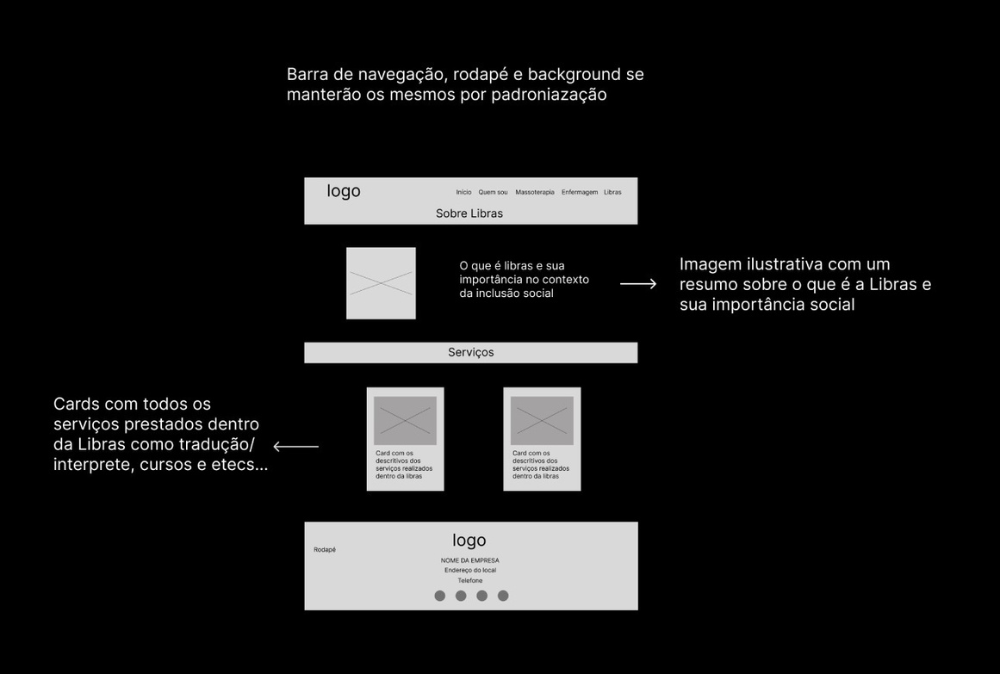 Barra de navegação, rodapé e background se
manterão os mesmos por padroniazação
logo
Início Quem sou Massoterapia Enfermagem Libras
Sobre Libras
O que é libras e sua
importância no contexto
da inclusão social
Imagem ilustrativa com um
resumo sobre o que é a Libras e
sua importância social
Serviços
Cards com todos os
serviços prestados dentro
da Libras como tradução/
interprete, cursos e etecs...
Card com os
descritivos dos
serviços realizados
dentro da libras
Card com os
descritivos dos
serviços realizados
dentro da libras
logo
Rodapé
NOME DA EMPRESA
Endereço do local
Telefone